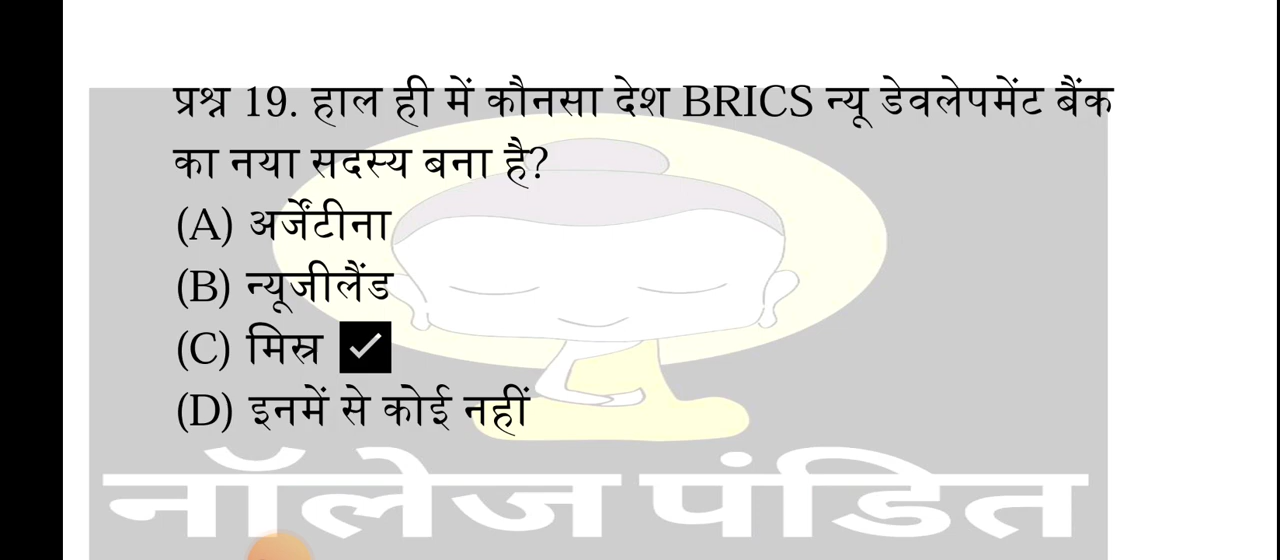 प्रश्न 19. हाल ही में कौनसा देश BRICS न्यू डेवलेपमेंट बैंक
का नया सदस्य बना है?
(A) अर्जेंटीना
(B) न्यूजीलैंड
(C) मिस्र
(D) इनमें से कोई नहीं
नॉलेज पंडित